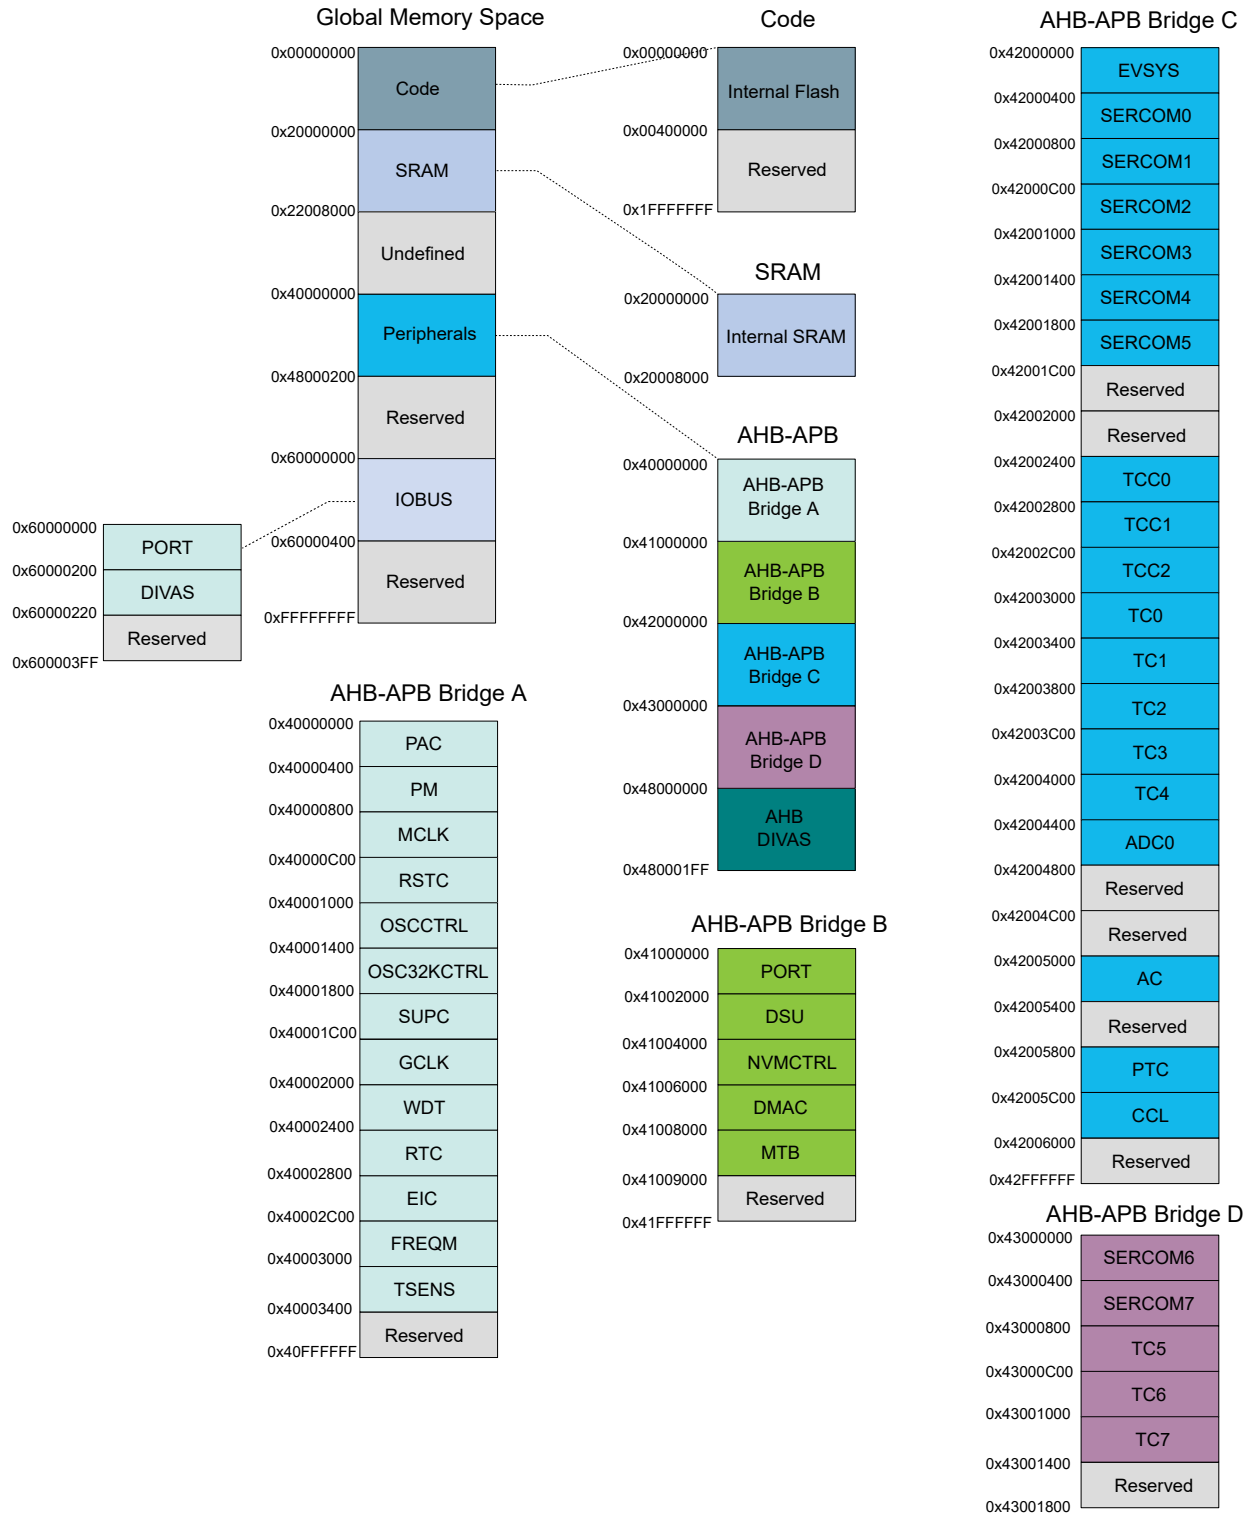 Global Memory Space
0x00000000
Code
0x20000000
SRAM
0x22008000
Undefined
0x40000000
Peripherals
0x48000200
Reserved
0x60000000
IOBUS
0x60000400
Reserved
0xFFFFFFFF
0x60000000
PORT
0x60000200
DIVAS
0x60000220
Reserved
0x600003FF
AHB-APB Bridge A
0x40000000
PAC
0x40000400
PM
0x40000800
MCLK
0x40000C00
RSTC
0x40001000
OSCCTRL
0x40001400
OSC32KCTRL
0x40001800
SUPC
0x40001C00
GCLK
0x40002000
WDT
0x40002400
RTC
0x40002800
EIC
0x40002C00
FREQM
0x40003000
TSENS
0x40003400
Reserved
0x40FFFFFF
Code
0x00000000
Internal Flash
0x00400000
Reserved
0x1FFFFFFF
SRAM
0x20000000
Internal SRAM
0x20008000
AHB-APB
0x40000000
AHB-APB
Bridge A
0x41000000
AHB-APB
Bridge B
0x42000000
AHB-APB
Bridge C
0x43000000
AHB-APB
Bridge D
0x48000000
AHB
DIVAS
0x480001FF
AHB-APB Bridge B
0x41000000
PORT
0x41002000
DSU
0x41004000
NVMCTRL
0x41006000
DMAC
0x41008000
MTB
0x41009000
Reserved
0x41FFFFFF
AHB-APB Bridge C
0x42000000
EVSYS
0x42000400
SERCOM0
0x42000800
SERCOM1
0x42000C00
SERCOM2
0x42001000
SERCOM3
0x42001400
SERCOM4
0x42001800
SERCOM5
0x42001C00
Reserved
0x42002000
Reserved
0x42002400
TCC0
0x42002800
TCC1
0x42002C00
TCC2
0x42003000
TC0
0x42003400
TC1
0x42003800
TC2
0x42003C00
TC3
0x42004000
TC4
0x42004400
ADC0
0x42004800
Reserved
0x42004C00
Reserved
0x42005000
AC
0x42005400
Reserved
0x42005800
PTC
0x42005C00
CCL
0x42006000
Reserved
0x42FFFFFF
AHB-APB Bridge D
0x43000000
SERCOM6
0x43000400
SERCOM7
0x43000800
TC5
0x43000C00
TC6
0x43001000
TC7
0x43001400
Reserved
0x43001800